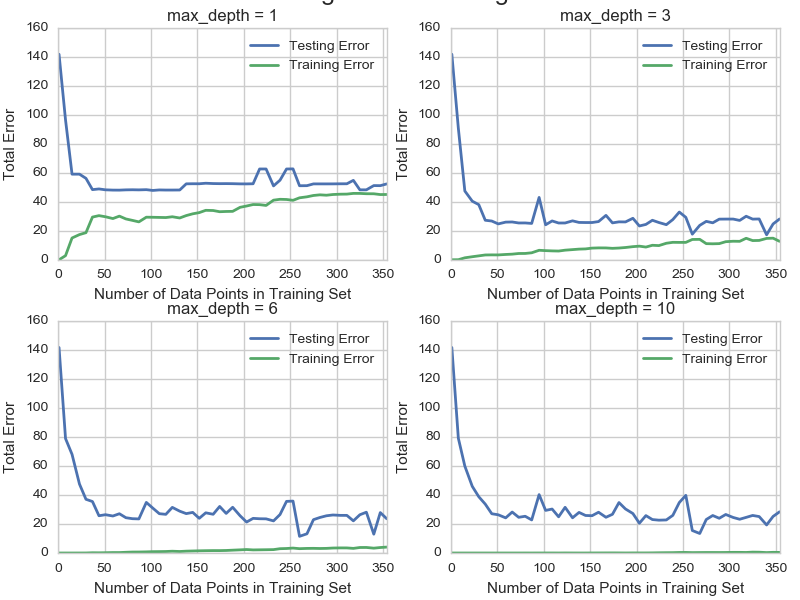 max_depth = 1
160
140
120
100
80
60
40
20
0
Total Error
Testing Error
Training Error
0 50 100 150 200 250 300 350
Number of Data Points in Training Set
max_depth = 3
160
140
120
100
80
60
40
20
0
Total Error
Testing Error
Training Error
0 50 100 150 200 250 300 350
Number of Data Points in Training Set
max_depth = 6
160
140
120
100
80
60
40
20
0
Total Error
Testing Error
Training Error
0 50 100 150 200 250 300 350
Number of Data Points in Training Set
max_depth = 10
160
140
120
100
80
60
40
20
0
Total Error
Testing Error
Training Error
0 50 100 150 200 250 300 350
Number of Data Points in Training Set